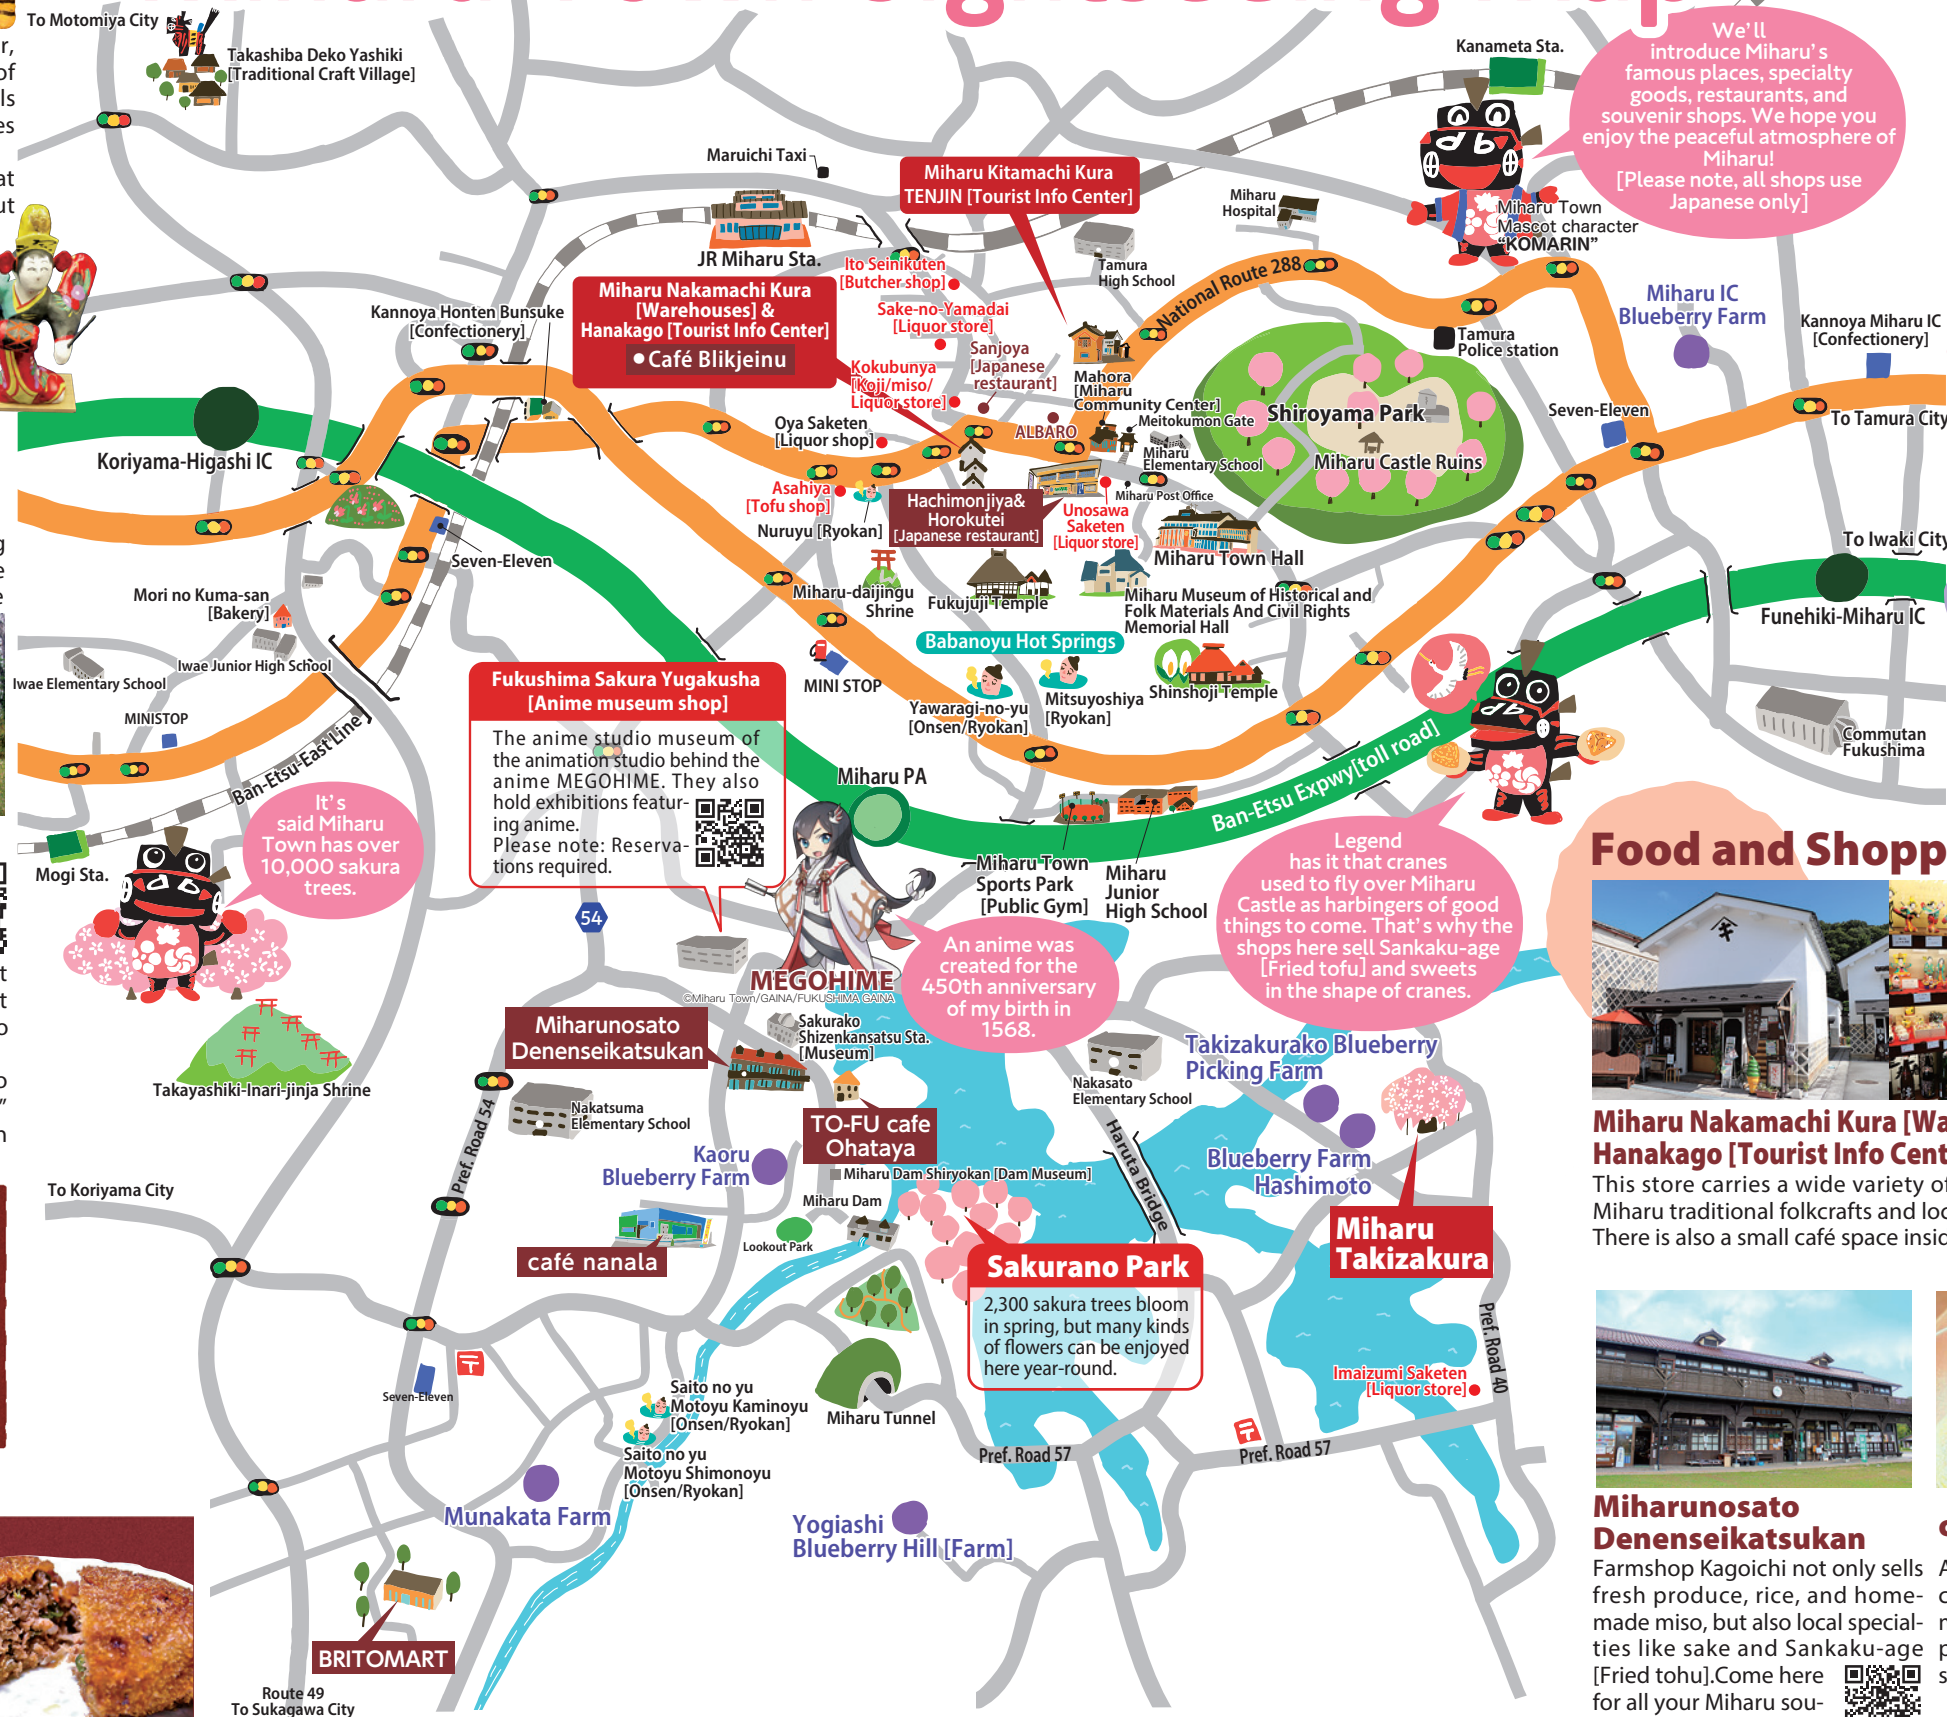 To Motomiya City
Takashiba Deko Yashiki
[Traditional Craft Village]
Kanameta Sta.
We'll
introduce Miharu's
famous places, specialty
goods, restaurants, and
souvenir shops. We hope you
enjoy the peaceful atmosphere of
Miharu!
[Please note, all shops use
Japanese only]
Miharu Town
Mascot character
"KOMARIN"
Maruichi Taxi
Miharu Kitamachi Kura
TENJIN [Tourist Info Center]
Miharu
Hospital
JR Miharu Sta.
Tamura
High School
National Route 288
Ito Seinikuten
[Butcher shop]
Miharu Nakamachi Kura
[Warehouses] &
Hanakago [Tourist Info Center]
Café Blikjeinu
Kannoya Honten Bunsuke
[Confectionery]
Sake-no-Yamadai
[Liquor store]
Sanjoya
[Japanese
restaurant]
Kokubunya
[Koji/miso/
Liquor store]
Miharu IC
Blueberry Farm
Kannoya Miharu IC
[Confectionery]
Tamura
Police station
Mahora
[Miharu
Community Center]
Meitokumon Gate
Shiroyama Park
Miharu Castle Ruins
Seven-Eleven
To Tamura City
Koriyama-Higashi IC
Oya Saketen
[Liquor shop]
ALBARO
Miharu
Elementary School
Miharu Post Office
Asahiya
[Tofu shop]
Nuruyu [Ryokan]
Hachimonjiya&
Horokutei
[Japanese restaurant]
Unosawa
Saketen
[Liquor store]
Miharu Town Hall
To Iwaki City
Seven-Eleven
Mori no Kuma-san
[Bakery]
Miharu-daijingu
Shrine
Fukujuji Temple
Miharu Museum of Historical and
Folk Materials And Civil Rights
Memorial Hall
Funehiki-Miharu IC
Babanoyu Hot Springs
Iwae Junior High School
Iwae Elementary School
MINISTOP
MINI STOP
Yawaragi-no-yu
[Onsen/Ryokan]
Mitsuyoshiya
[Ryokan]
Shinshoji Temple
Fukushima Sakura Yugakusha
[Anime museum shop]
The anime studio museum of
the animation studio behind the
anime MEGOHIME. They also
hold exhibitions featur-
ing anime.
Please note: Reserva-
tions required.
Commutan
Fukushima
Ban-Etsu-East Line
Miharu PA
Ban-Etsu Expwy[toll road]
It's
said Miharu
Town has over
10,000 sakura
trees.
Mogi Sta.
Miharu Town
Sports Park
[Public Gym]
Miharu
Junior
High School
Legend
has it that cranes
used to fly over Miharu
Castle as harbingers of good
things to come. That's why the
shops here sell Sankaku-age
[Fried tofu] and sweets
in the shape of cranes.
54
MEGOHIME
©Miharu Town/GAINA/FUKUSHIMA GAINA
An anime was
created for the
450th anniversary
of my birth in
1568.
Food and Shopp
Miharunosato
Denenseikatsukan
Sakurako
Shizenkansatsu Sta.
[Museum]
Takizakurako Blueberry
Picking Farm
Takayashiki-Inari-jinja Shrine
Nakasato
Elementary School
Nakatsuma
Elementary School
Pref. Road 54
TO-FU cafe
Ohataya
Haruta Bridge
Kaoru
Blueberry Farm
Miharu Dam Shiryokan [Dam Museum]
Blueberry Farm
Hashimoto
To Koriyama City
Miharu Dam
Lookout Park
café nanala
Miharu
Takizakura
Sakurano Park
2,300 sakura trees bloom
in spring, but many kinds
of flowers can be enjoyed
here year-round.
Pref. Road 40
Seven-Eleven
Saito no yu
Motoyu Kaminoyu
[Onsen/Ryokan]
Miharu Tunnel
Imaizumi Saketen
[Liquor store]
Saito no yu
Motoyu Shimonoyu
[Onsen/Ryokan]
Pref. Road 57
Pref. Road 57
Munakata Farm
Yogiashi
Blueberry Hill [Farm]
BRITOMART
Route 49
To Sukagawa City
Miharu Nakamachi Kura [Wa
Hanakago [Tourist Info Cent
This store carries a wide variety of
Miharu traditional folkcrafts and loc
There is also a small café space insid
Miharunosato
Denenseikatsukan
Farmshop Kagoichi not only sells
fresh produce, rice, and home-
made miso, but also local special-
ties like sake and Sankaku-age
[Fried tohu].Come here
for all your Miharu sou-